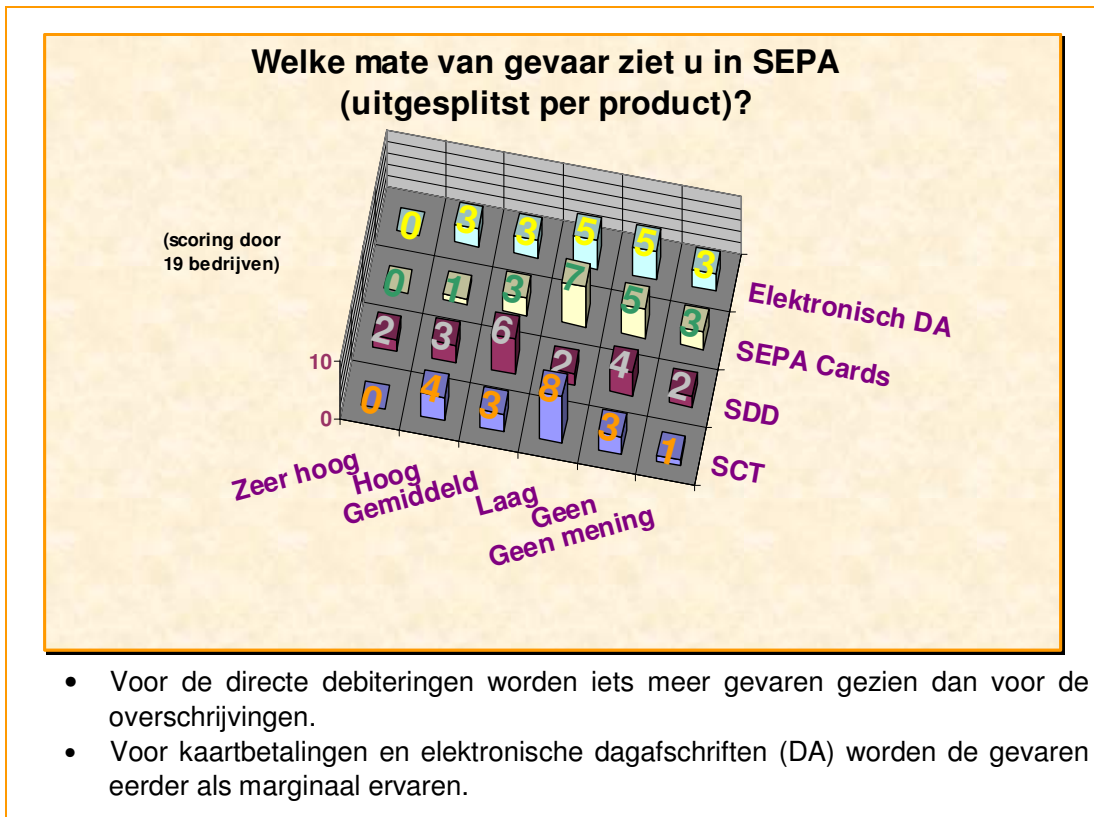 Welke mate van gevaar ziet u in SEPA
(uitgesplitst per product)?
(scoring door
19 bedrijven)
0 3 3 5 5 3
Elektronisch DA
0 1 3 7 5 3
SEPA Cards
2 3 6 2 4 2
SDD
0 4 3 8 3 1
SCT
10
0
Zeer hoog
Hoog
Gemiddeld
Laag
Geen
Geen mening
• Voor de directe debiteringen worden iets meer gevaren gezien dan voor de
overschrijvingen.
• Voor kaartbetalingen en elektronische dagafschriften (DA) worden de gevaren
eerder als marginaal ervaren.